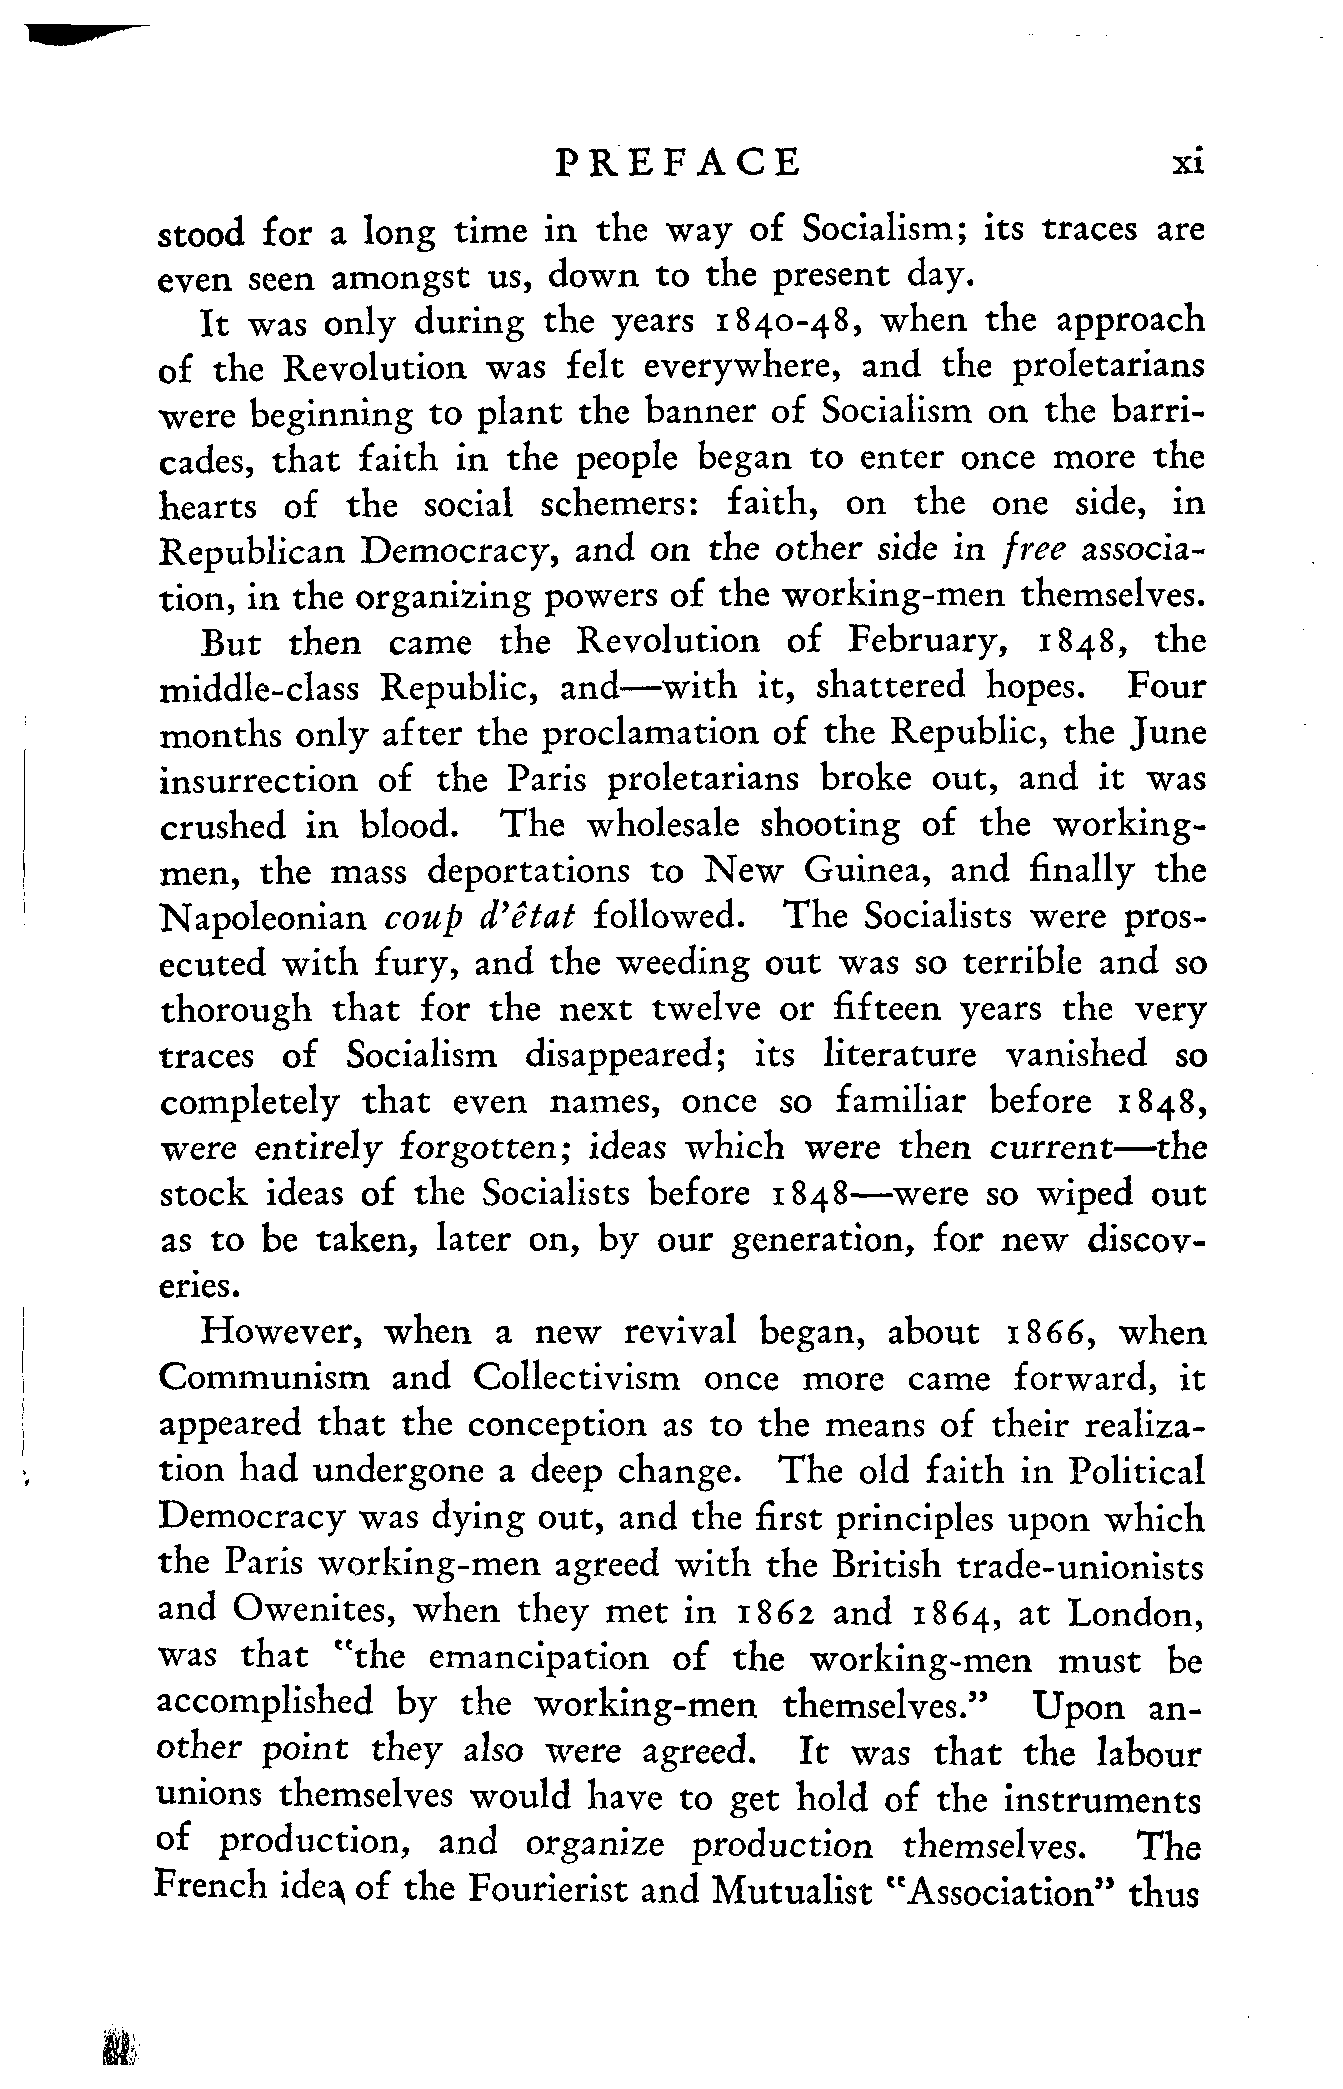 PREFACE xi
stood for a long time in the way of Socialism; its traces are
even seen amongst us, down to the present day.
It was only during the years 1840-48, when the approach
of the Revolution was felt everywhere, and the proletarians
were beginning to plant the banner of Socialism on the barri-
cades, that faith in the people began to enter once more the
hearts of the social schemers: faith, on the one side, in
Republican Democracy, and on the other side in free associa-
tion, in the organizing powers of the working-men themselves.
But then came the Revolution of February, 1848, the
middle-class Republic, and—with it, shattered hopes. Four
months only after the proclamation of the Republic, the June
insurrection of the Paris proletarians broke out, and it was
crushed in blood. The wholesale shooting of the working-
men, the mass deportations to New Guinea, and finally the
Napoleonian coup d'êtat followed. The Socialists were pros-
ecuted with fury, and the weeding out was so terrible and so
thorough that for the next twelve or fifteen years the very
traces of Socialism disappeared; its literature vanished so
completely that even names, once so familiar before 1848,
were entirely forgotten; ideas which were then current—the
stock ideas of the Socialists before 1848—were so wiped out
as to be taken, later on, by our generation, for new discov-
eries.
However, when a new revival began, about 1866, when
Communism and Collectivism once more came forward, it
appeared that the conception as to the means of their realiza-
tion had undergone a deep change. The old faith in Political
Democracy was dying out, and the first principles upon which
the Paris working-men agreed with the British trade-unionists
and Owenites, when they met in 1862 and 1864, at London,
was that "the emancipation of the working-men must be
accomplished by the working-men themselves." Upon an-
other point they also were agreed. It was that the labour
unions themselves would have to get hold of the instruments
of production, and organize production themselves. The
French idea of the Fourierist and Mutualist "Association" thus